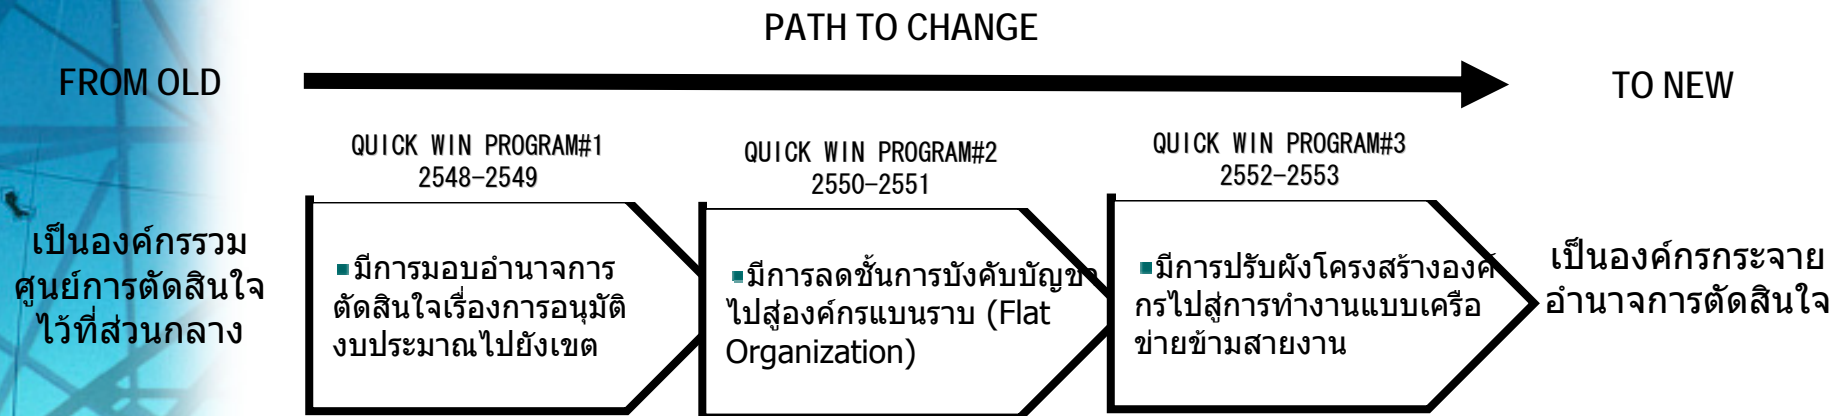 PATH TO CHANGE
FROM OLD
TO NEW
QUICK WIN PROGRAM#1
2548-2549
QUICK WIN PROGRAM#2
2550-2551
QUICK WIN PROGRAM#3
2552-2553
เป็นองค์กรรวม
ศูนย์การตัดสินใจ
ไว้ที่ส่วนกลาง
▪มีการมอบอำนาจการ
ตัดสินใจเรื่องการอนุมัติ
งบประมาณไปยังเขต
▪มีการลดชั้นการบังคับบัญชา
ไปสู่องค์กรแบนราบ (Flat
Organization)
▪มีการปรับผังโครงสร้างองค์
กรไปสู่การทำงานแบบเครือ
ข่ายข้ามสายงาน
เป็นองค์กรกระจาย
อำนาจการตัดสินใจ